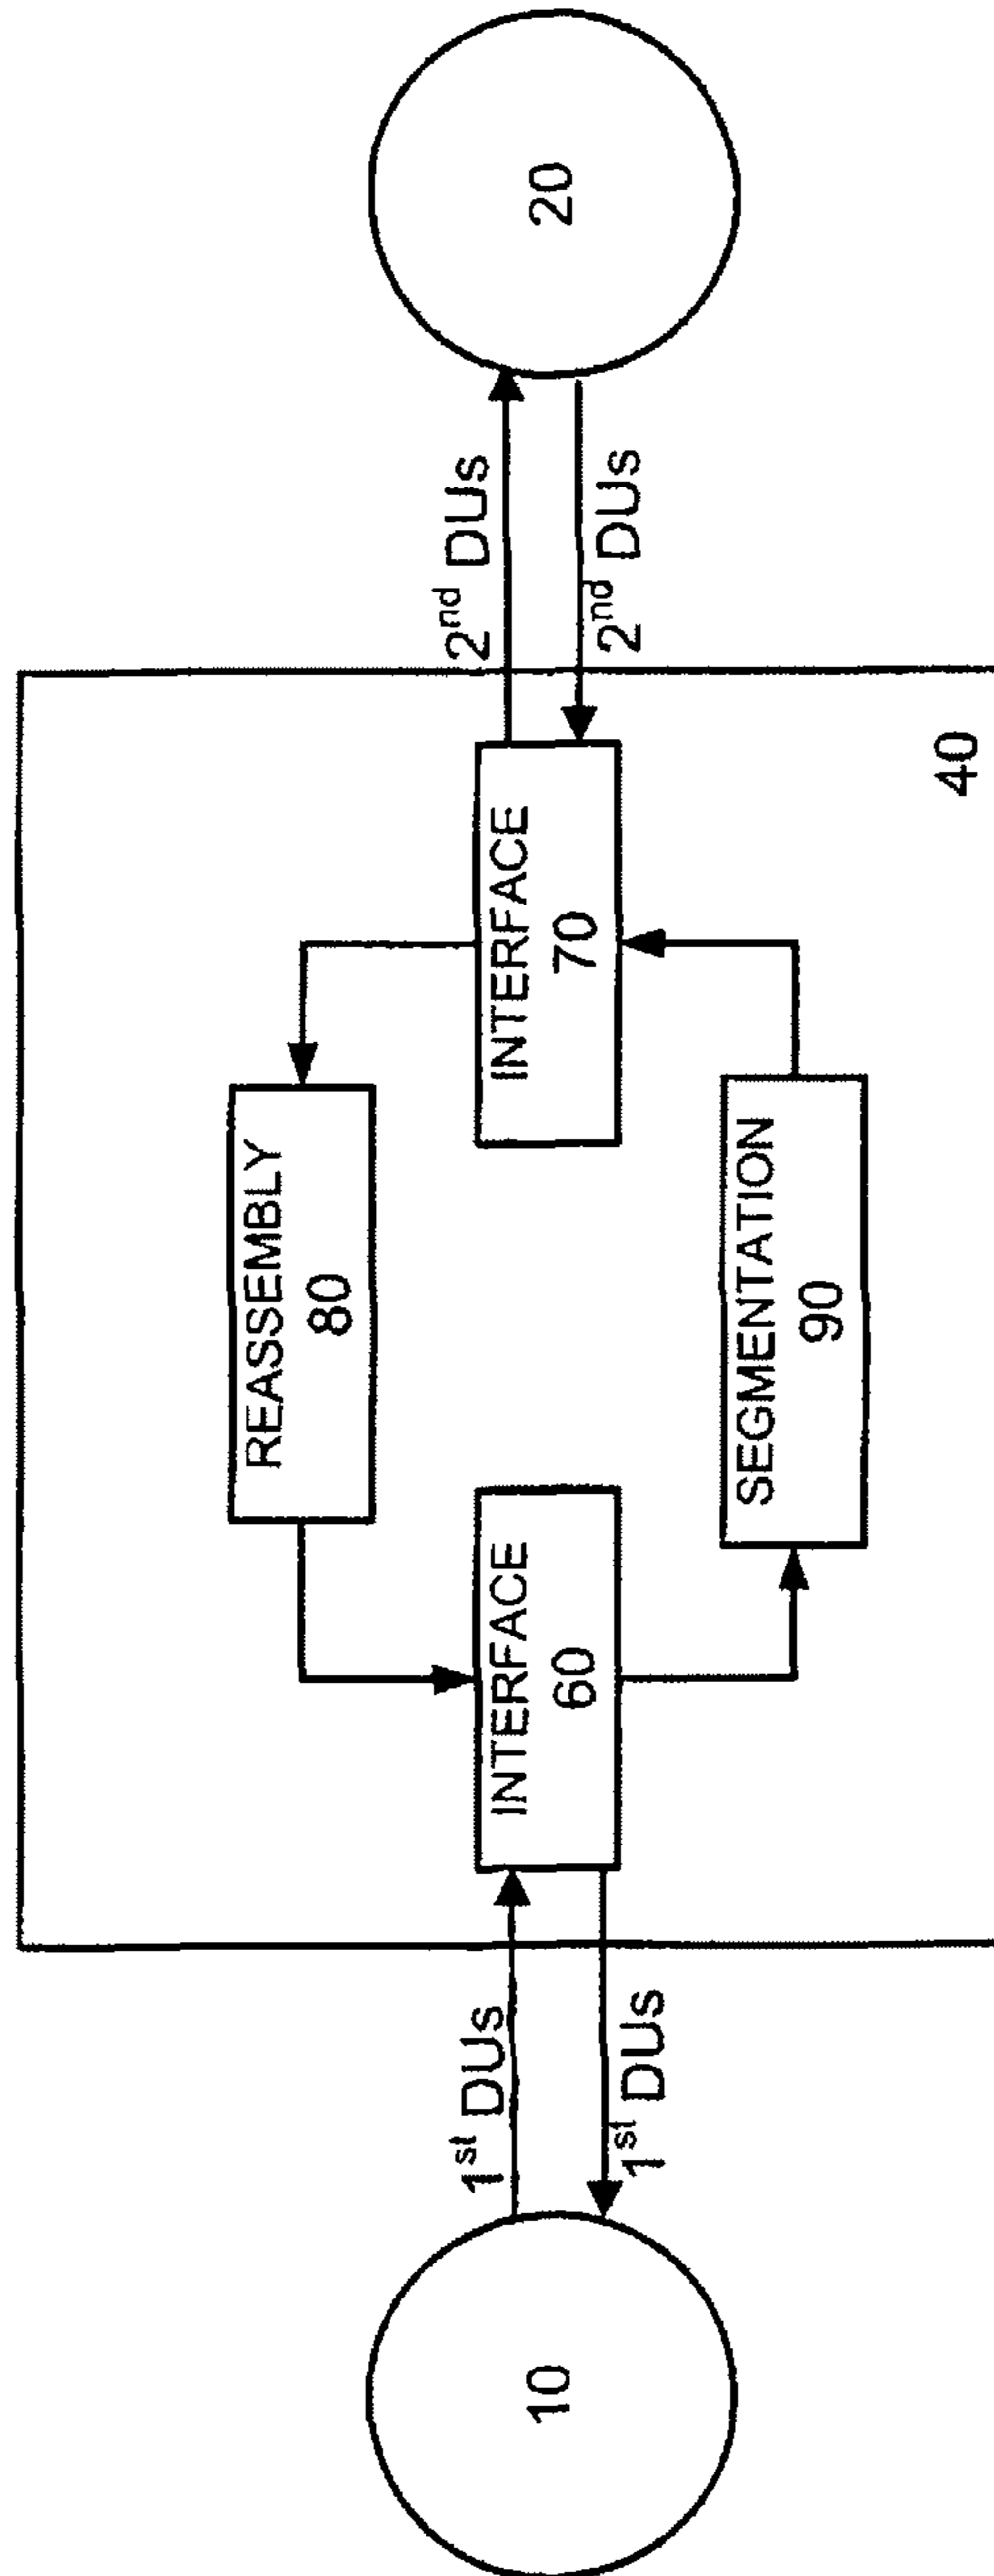 REASSEMBLY
80
1st DUs
INTERFACE
60
INTERFACE
70
2nd DUs
10
20
1st DUs
2nd DUs
SEGMENTATION
90
40